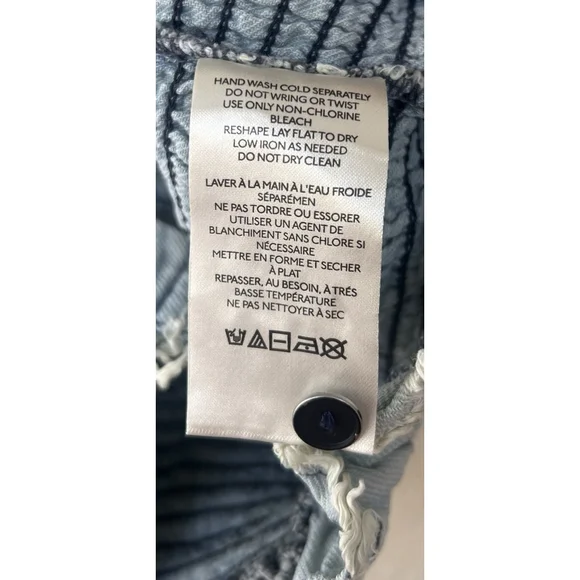 HAND WASH COLD SEPARATELY
DO NOT WRING OR TWIST
USE ONLY NON-CHLORINE
BLEACH
RESHAPE LAY FLAT TO DRY
LOW IRON AS NEEDED
DO NOT DRY CLEAN
LAVER À LA MAIN À L'EAU FROIDE
SÉPARÉMEN
NE PAS TORDRE OU ESSORER
UTILISER UN AGENT DE
BLANCHIMENT SANS CHLORE SI
NÉCESSAIRE
METTRE EN FORME ET SECHER
À PLAT
REPASSER, AU BESOIN, À TRÉS
BASSE TEMPÉRATURE
NE PAS NETTOYER À SEC